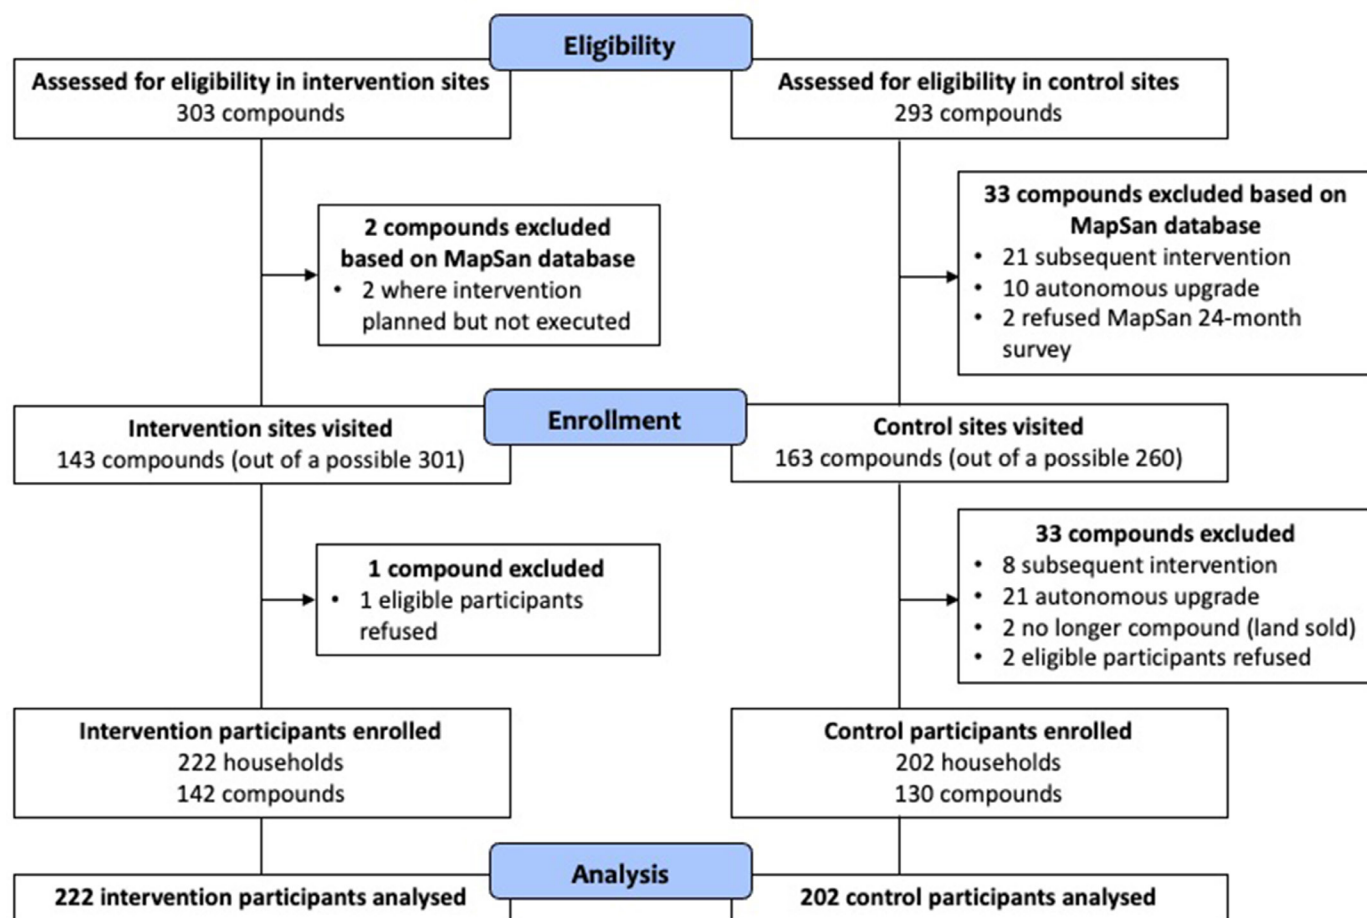 Eligibility
Assessed for eligibility in intervention sites
303 compounds
Assessed for eligibility in control sites
293 compounds
2 compounds excluded
based on MapSan database
• 2 where intervention
planned but not executed
33 compounds excluded based on
MapSan database
• 21 subsequent intervention
• 10 autonomous upgrade
• 2 refused MapSan 24-month
survey
Enrollment
Intervention sites visited
143 compounds (out of a possible 301)
Control sites visited
163 compounds (out of a possible 260)
1 compound excluded
• 1 eligible participants
refused
33 compounds excluded
• 8 subsequent intervention
• 21 autonomous upgrade
• 2 no longer compound (land sold)
• 2 eligible participants refused
Intervention participants enrolled
222 households
142 compounds
Control participants enrolled
202 households
130 compounds
Analysis
222 intervention participants analysed
202 control participants analysed